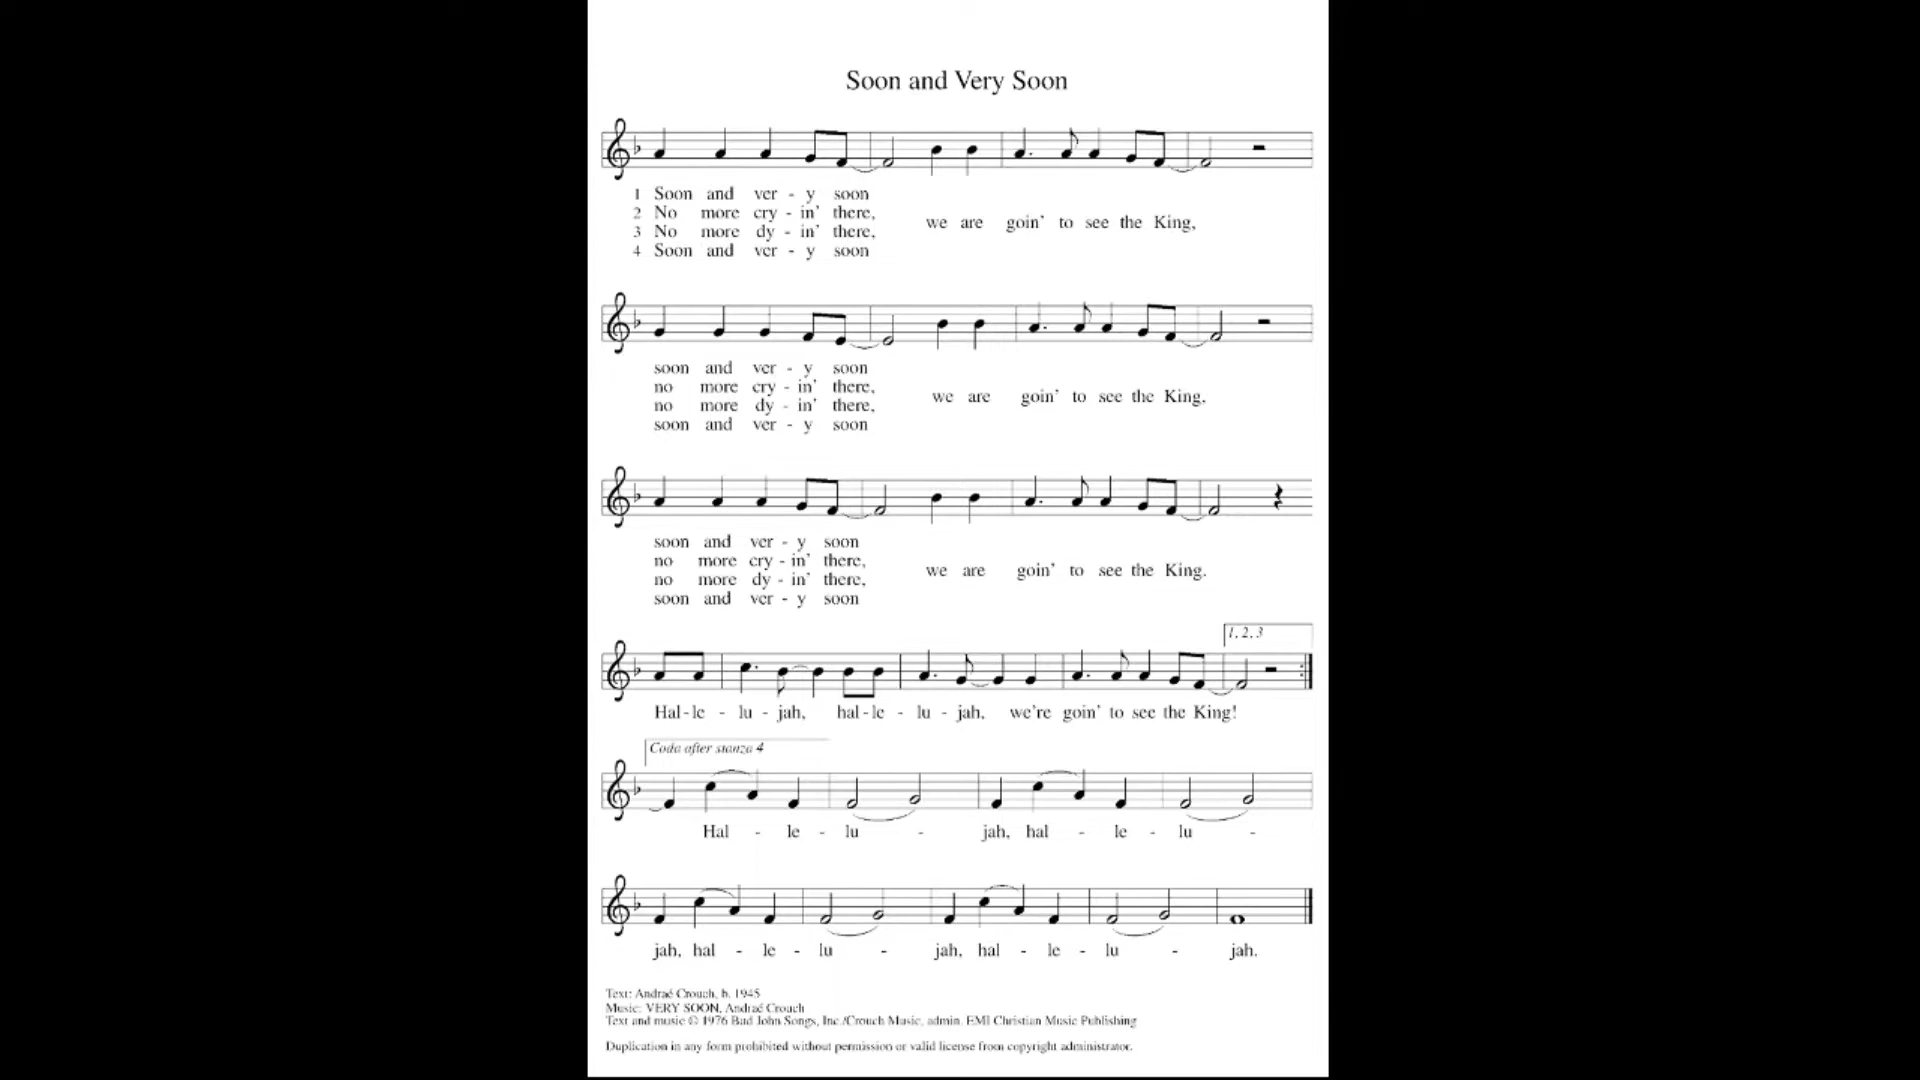 Soon and Very Soon
1 Soon and ver - y soon
2 No more cry - in' there,
3 No more dy - in' there,
4 Soon and ver - y soon
we are goin' to see the King,
soon and ver - y soon
no more cry - in' there,
no more dy - in' there,
soon and ver - y soon
we are goin' to see the King,
soon and ver - y soon
no more cry - in' there,
no more dy - in' there,
soon and ver - y soon
we are goin' to see the King.
1, 2, 3
Hal - le - lu - jah, hal - le - lu - jah, we're goin' to see the King!
Coda after stanza 4
Hal - le - lu - jah, hal - le - lu -
jah, hal - le - lu - jah, hal - le - lu - jah.
Text: Andraé Crouch, b. 1945
Music: VERY SOON, Andraé Crouch
Text and music © 1976 Bud John Songs, Inc./Crouch Music, admin. EMI Christian Music Publishing
Duplication in any form prohibited without permission or valid license from copyright administrator.